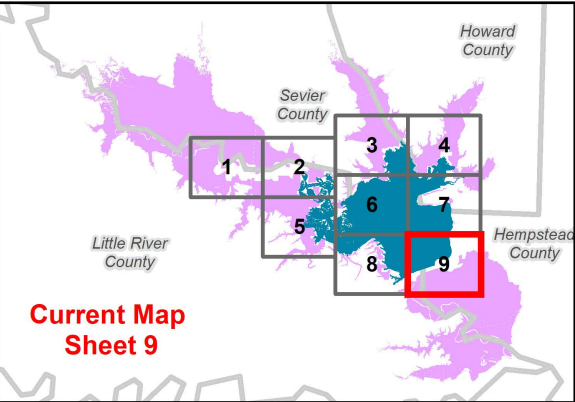 Howard
County
Sevier
County
3
4
1
2
6
7
5
Hempstead
County
Little River
County
8
9
Current Map
Sheet 9